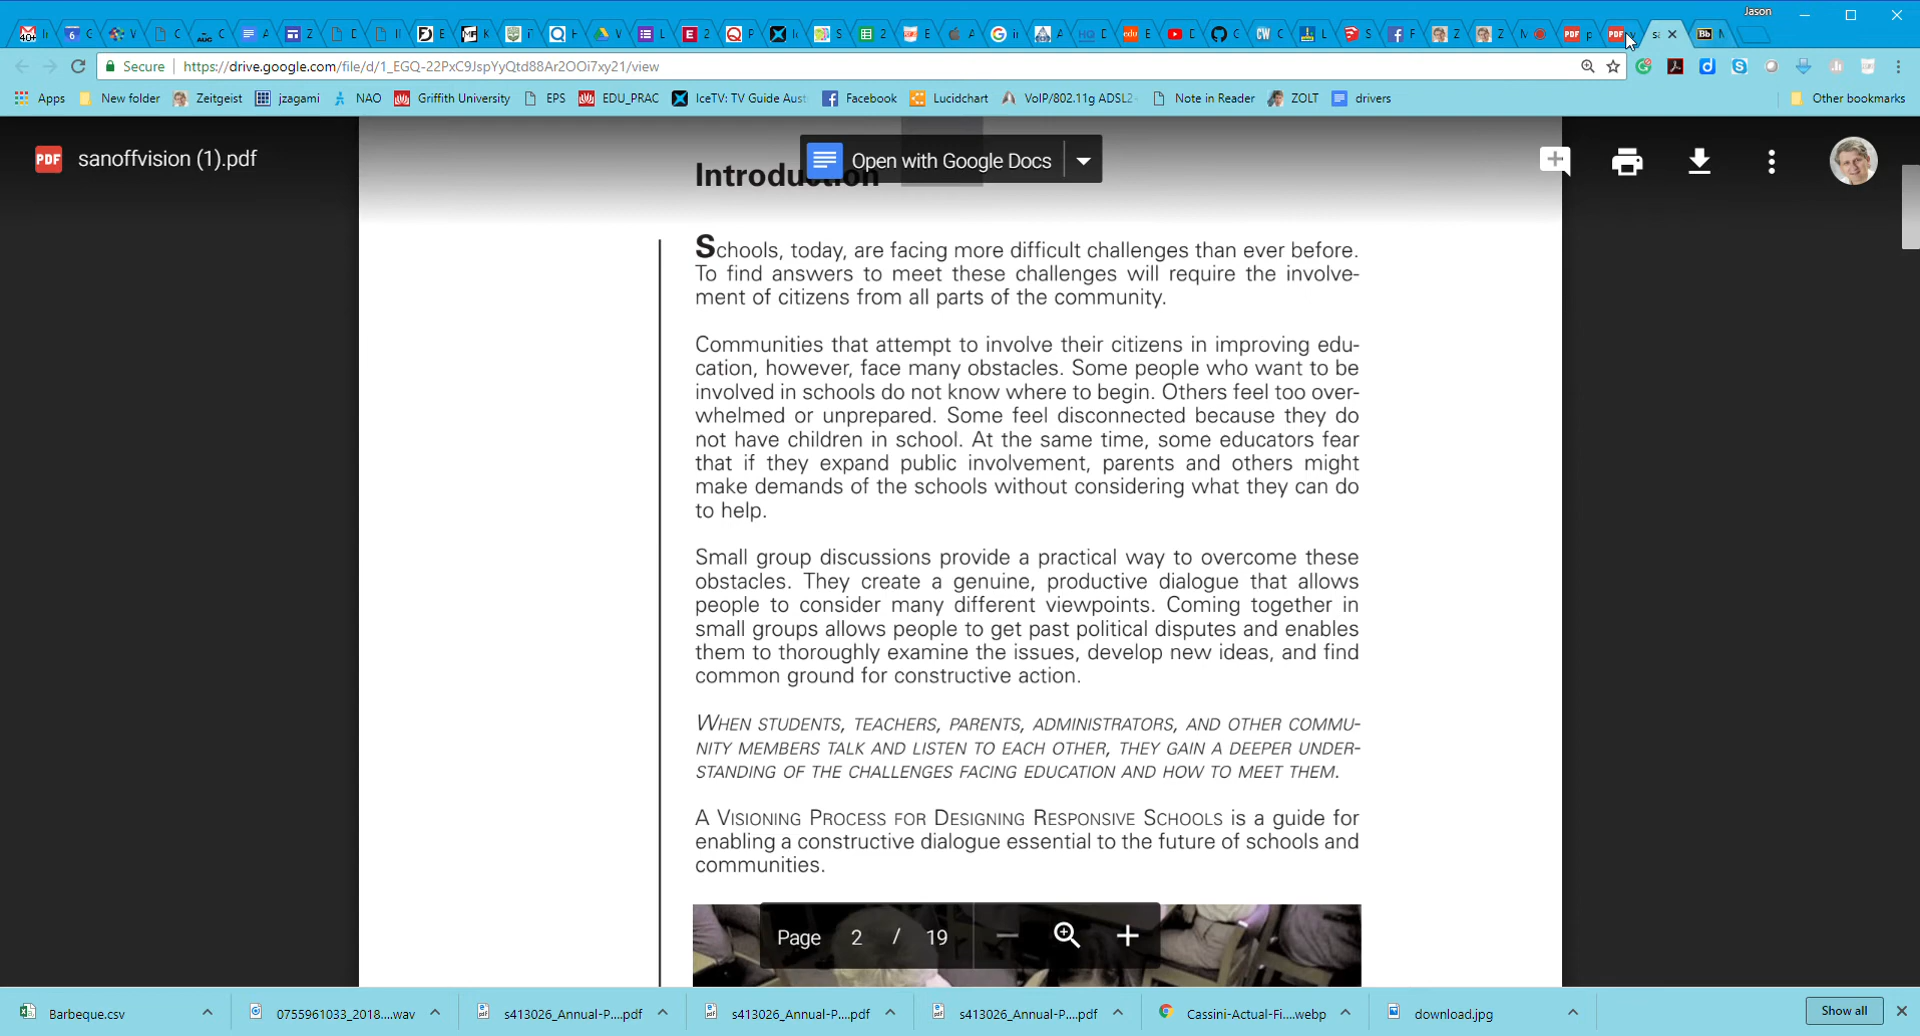 Jason
Secure https://drive.google.com/file/d/1_EGQ-22PxC9JspYyQtd88Ar2OOi7xy21/view
Apps New folder Zeitgeist jzagami NAO Griffith University EPS EDU_PRAC IceTV: TV Guide Aust Facebook Lucidchart VoIP/802.11g ADSL2 Note in Reader ZOLT drivers Other bookmarks
PDF sanoffvision (1).pdf
Open with Google Docs
Introduction
Schools, today, are facing more difficult challenges than ever before.
To find answers to meet these challenges will require the involve-
ment of citizens from all parts of the community.
Communities that attempt to involve their citizens in improving edu-
cation, however, face many obstacles. Some people who want to be
involved in schools do not know where to begin. Others feel too over-
whelmed or unprepared. Some feel disconnected because they do
not have children in school. At the same time, some educators fear
that if they expand public involvement, parents and others might
make demands of the schools without considering what they can do
to help.
Small group discussions provide a practical way to overcome these
obstacles. They create a genuine, productive dialogue that allows
people to consider many different viewpoints. Coming together in
small groups allows people to get past political disputes and enables
them to thoroughly examine the issues, develop new ideas, and find
common ground for constructive action.
WHEN STUDENTS, TEACHERS, PARENTS, ADMINISTRATORS, AND OTHER COMMU-
NITY MEMBERS TALK AND LISTEN TO EACH OTHER, THEY GAIN A DEEPER UNDER-
STANDING OF THE CHALLENGES FACING EDUCATION AND HOW TO MEET THEM.
A VISIONING PROCESS FOR DESIGNING RESPONSIVE SCHOOLS is a guide for
enabling a constructive dialogue essential to the future of schools and
communities.
Page 2 / 19
Barbeque.csv 0755961033_2018....wav s413026_Annual-P....pdf s413026_Annual-P....pdf s413026_Annual-P....pdf Cassini-Actual-Fi....webp download.jpg Show all